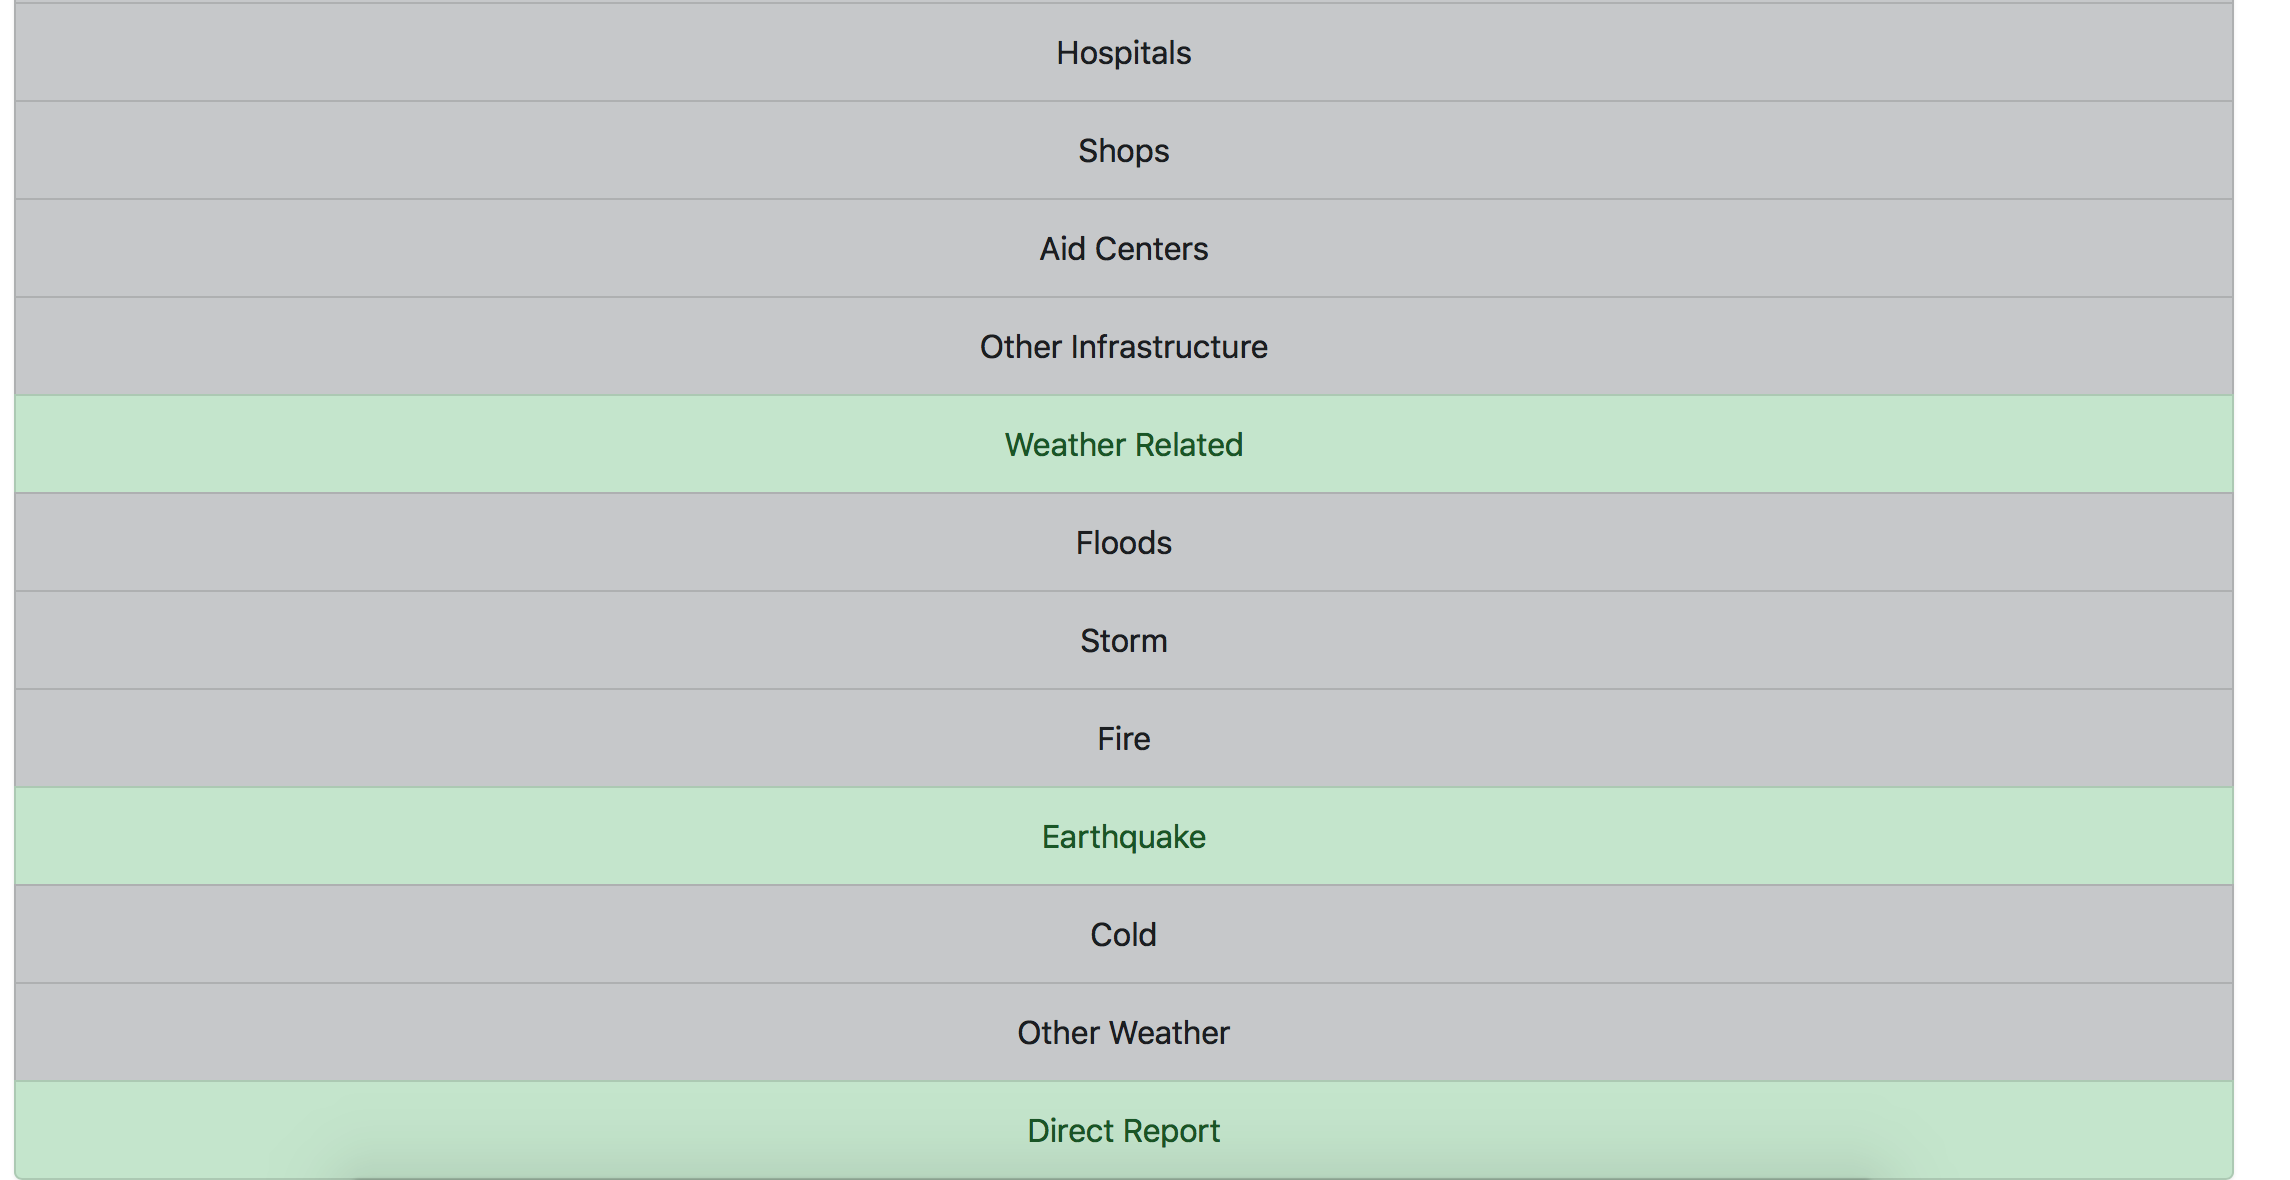 Hospitals
Shops
Aid Centers
Other Infrastructure
Weather Related
Floods
Storm
Fire
Earthquake
Cold
Other Weather
Direct Report